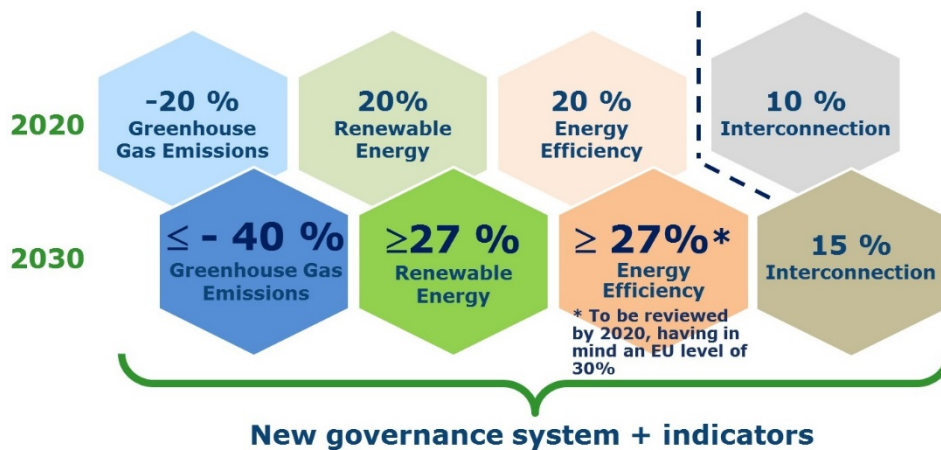 2020
-20 %
Greenhouse
Gas Emissions
20%
Renewable
Energy
20 %
Energy
Efficiency
10 %
Interconnection
2030
≤ - 40 %
Greenhouse Gas
Emissions
≥27 %
Renewable
Energy
≥ 27%*
Energy
Efficiency
* To be reviewed
by 2020, having in
mind an EU level of
30%
15 %
Interconnection
New governance system + indicators